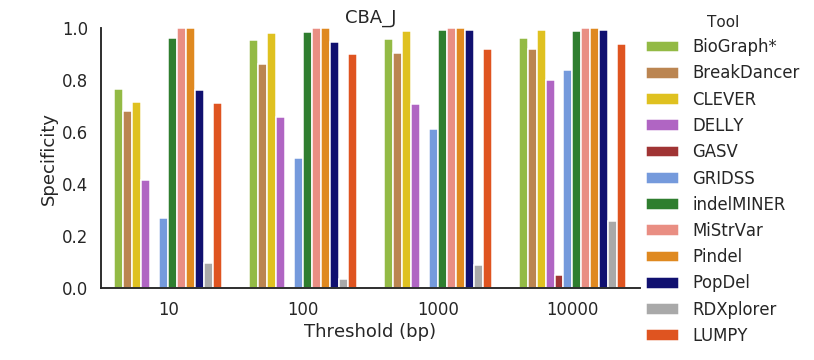 CBA_J
Specificity
1.0
0.8
0.6
0.4
0.2
0.0
10
100
1000
10000
Threshold (bp)
Tool
BioGraph*
BreakDancer
CLEVER
DELLY
GASV
GRIDSS
indelMINER
MiStrVar
Pindel
PopDel
RDXplorer
LUMPY